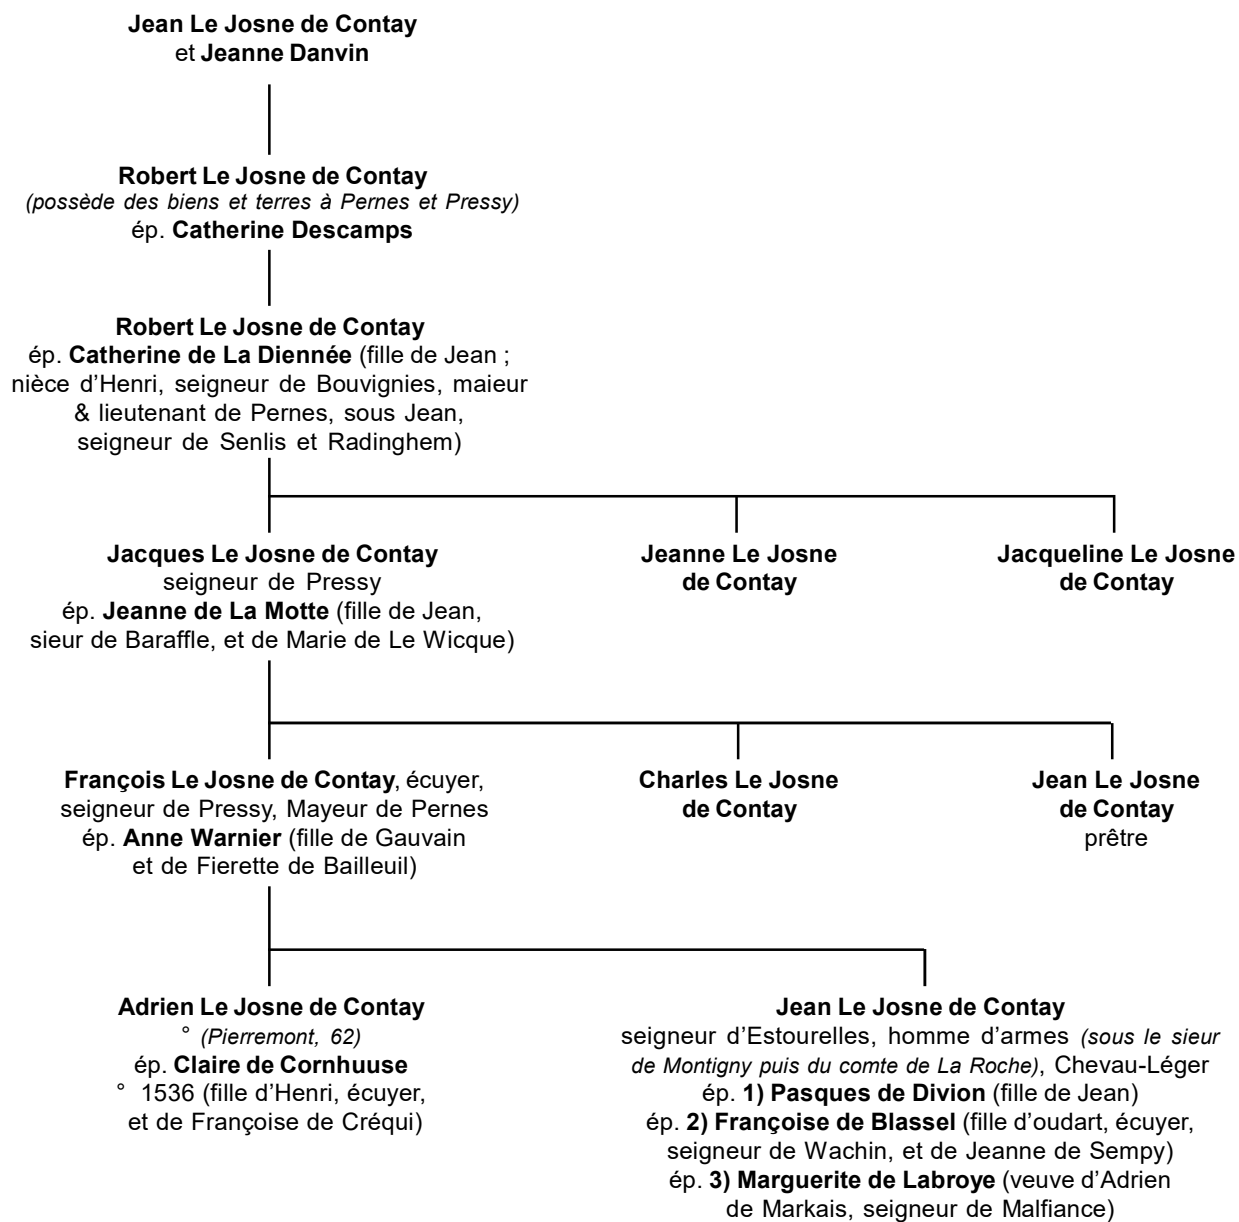 Jean Le Josne de Contay
et Jeanne Danvin
Robert Le Josne de Contay
(possède des biens et terres à Pernes et Pressy)
ép. Catherine Descamps
Robert Le Josne de Contay
ép. Catherine de La Diennée (fille de Jean ;
nièce d’Henri, seigneur de Bouvignies, maieur
& lieutenant de Pernes, sous Jean,
seigneur de Senlis et Radinghem)
Jacques Le Josne de Contay
seigneur de Pressy
ép. Jeanne de La Motte (fille de Jean,
sieur de Baraffle, et de Marie de Le Wicque)
Jeanne Le Josne
de Contay
Jacqueline Le Josne
de Contay
François Le Josne de Contay, écuyer,
seigneur de Pressy, Mayeur de Pernes
ép. Anne Warnier (fille de Gauvain
et de Fierette de Bailleuil)
Charles Le Josne
de Contay
Jean Le Josne
de Contay
prêtre
Adrien Le Josne de Contay
° (Pierremont, 62)
ép. Claire de Cornhuuse
° 1536 (fille d’Henri, écuyer,
et de Françoise de Créqui)
Jean Le Josne de Contay
seigneur d’Estourelles, homme d’armes (sous le sieur
de Montigny puis du comte de La Roche), Chevau-Léger
ép. 1) Pasques de Divion (fille de Jean)
ép. 2) Françoise de Blassel (fille d’oudart, écuyer,
seigneur de Wachin, et de Jeanne de Sempy)
ép. 3) Marguerite de Labroye (veuve d’Adrien
de Markais, seigneur de Malfiance)